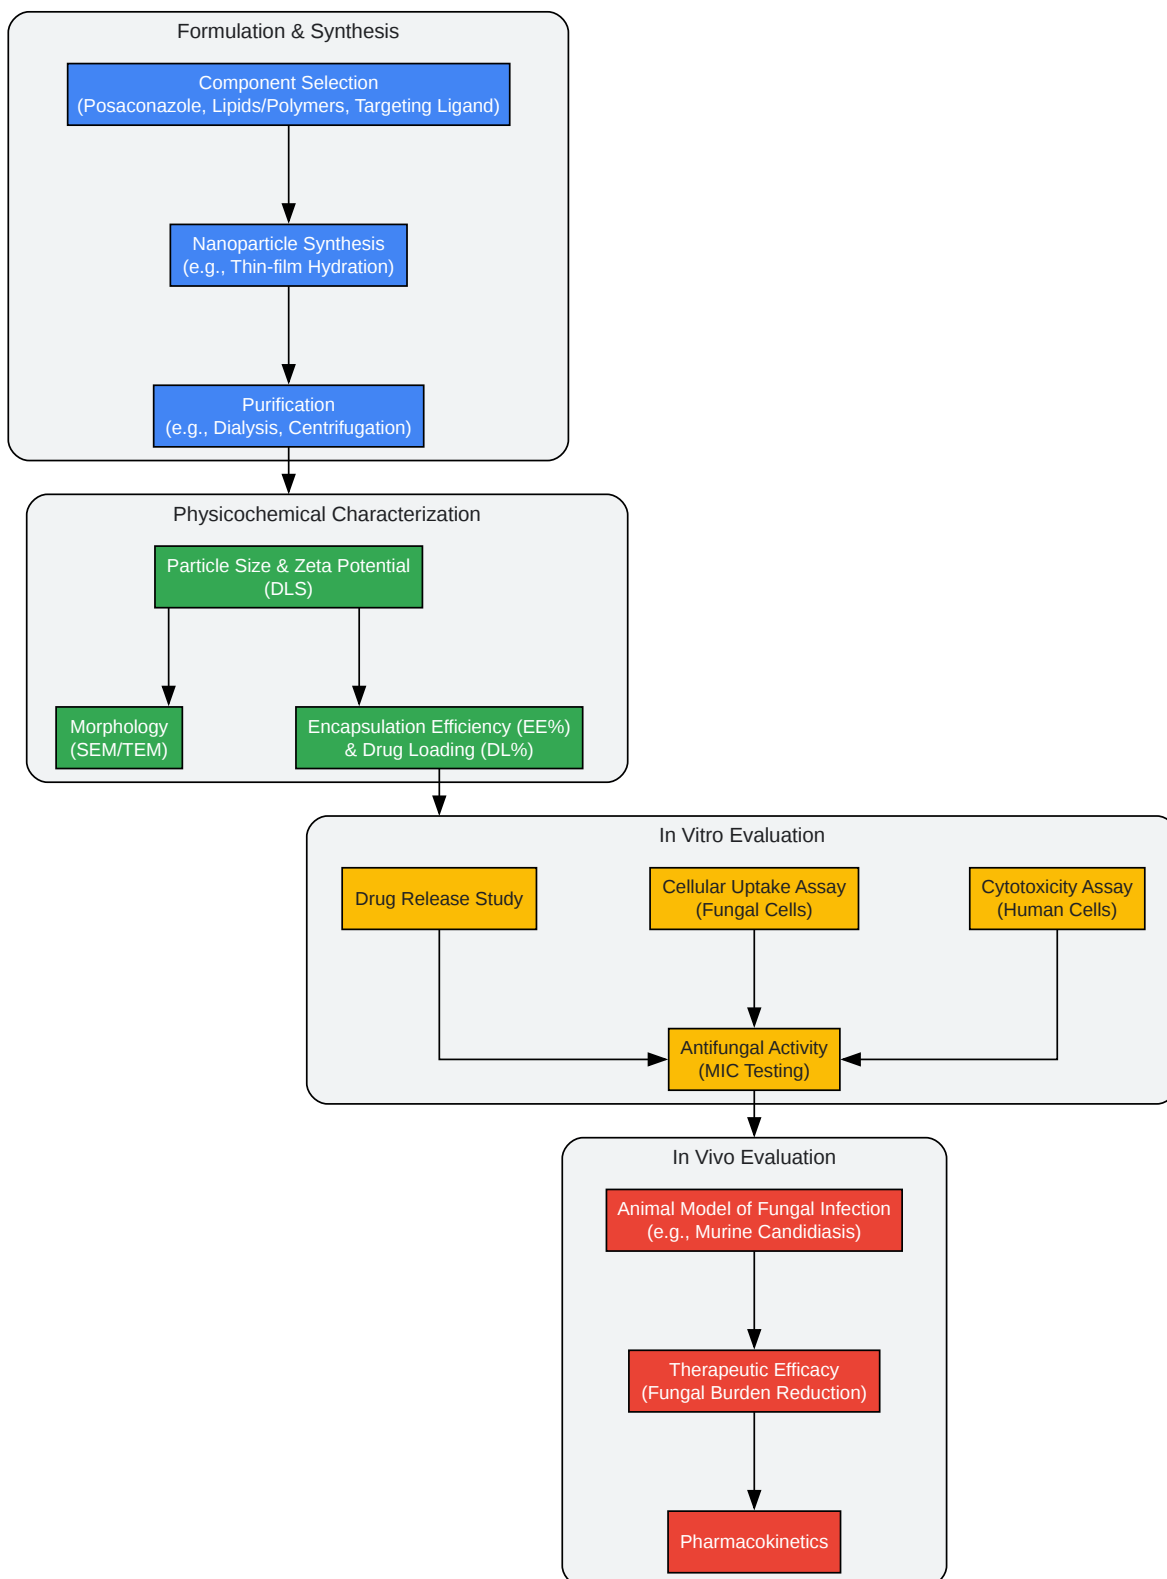 Formulation & Synthesis
Component Selection
(Posaconazole, Lipids/Polymers, Targeting Ligand)
Nanoparticle Synthesis
(e.g., Thin-film Hydration)
Purification
(e.g., Dialysis, Centrifugation)
Physicochemical Characterization
Particle Size & Zeta Potential
(DLS)
Morphology
(SEM/TEM)
Encapsulation Efficiency (EE%)
& Drug Loading (DL%)
In Vitro Evaluation
Drug Release Study
Cellular Uptake Assay
(Fungal Cells)
Cytotoxicity Assay
(Human Cells)
Antifungal Activity
(MIC Testing)
In Vivo Evaluation
Animal Model of Fungal Infection
(e.g., Murine Candidiasis)
Therapeutic Efficacy
(Fungal Burden Reduction)
Pharmacokinetics